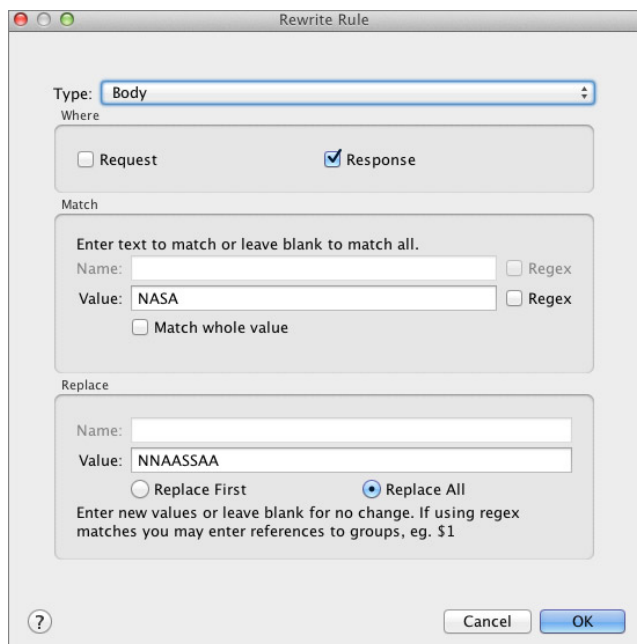 Rewrite Rule
Type: Body
Where
Request Response
Match
Enter text to match or leave blank to match all.
Name: Regex
Value: NASA Regex
Match whole value
Replace
Name:
Value: NNAASSAA
Replace First Replace All
Enter new values or leave blank for no change. If using regex
matches you may enter references to groups, eg. $1
? Cancel OK